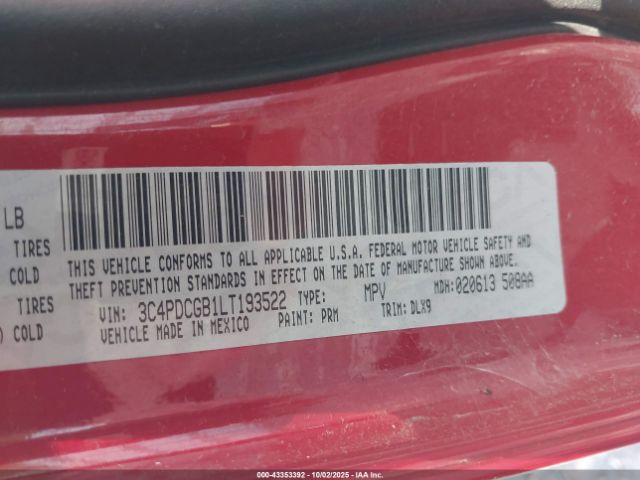 LB
TIRES
COLD
TIRES
) COLD
THIS VEHICLE CONFORMS TO ALL APPLICABLE U.S.A. FEDERAL MOTOR VEHICLE SAFETY AND
THEFT PREVENTION STANDARDS IN EFFECT ON THE DATE OF MANUFACTURE SHOWN ABOVE.
VIN: 3C4PDCGB1LT193522 TYPE: MPV MDH: 020613 508AA
VEHICLE MADE IN MEXICO PAINT: PRM TRIM: DLX9
000-43353392 - 10/02/2025 - IAA Inc.